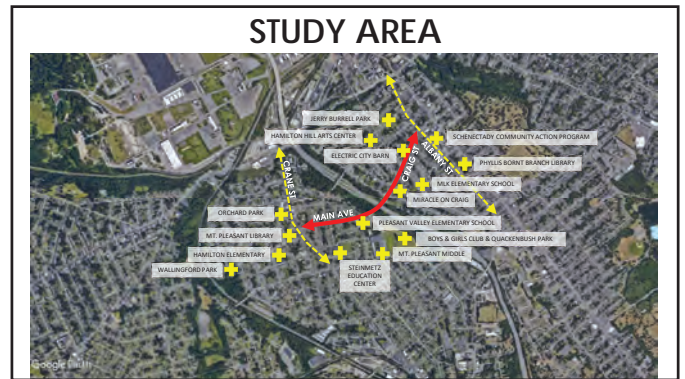 STUDY AREA
JERRY BURRELL PARK
HAMILTON HILL ARTS CENTER
SCHENECTADY COMMUNITY ACTION PROGRAM
ELECTRIC CITY BARN
CRAIG ST
ALBANY ST
PHYLLIS BORNT BRANCH LIBRARY
CRANE ST
MLK ELEMENTARY SCHOOL
MIRACLE ON CRAIG
ORCHARD PARK
MAIN AVE
PLEASANT VALLEY ELEMENTARY SCHOOL
MT. PLEASANT LIBRARY
BOYS & GIRLS CLUB & QUACKENBUSH PARK
HAMILTON ELEMENTARY
MT. PLEASANT MIDDLE
WALLINGFORD PARK
STEINMETZ
EDUCATION
CENTER
Google Earth